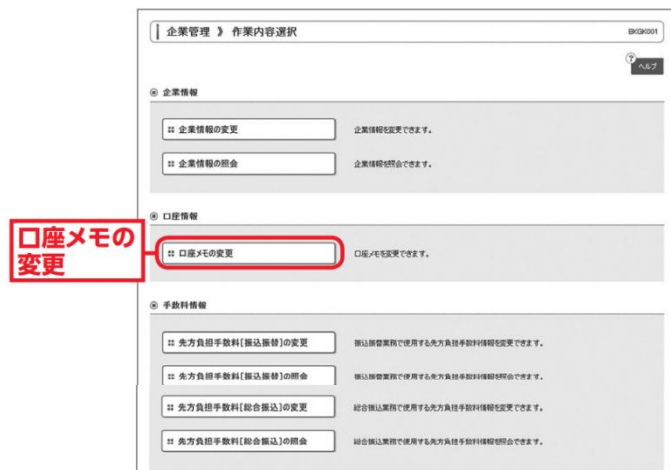 企業管理 》 作業内容選択
BKGK001
? ヘルプ
企業情報
企業情報の変更
企業情報を変更できます。
企業情報の照会
企業情報を照会できます。
口座情報
口座メモの
変更
口座メモの変更
口座メモを変更できます。
手数料情報
先方負担手数料[振込振替]の変更
振込振替業務で使用する先方負担手数料情報を変更できます。
先方負担手数料[振込振替]の照会
振込振替業務で使用する先方負担手数料情報を照会できます。
先方負担手数料[総合振込]の変更
総合振込業務で使用する先方負担手数料情報を変更できます。
先方負担手数料[総合振込]の照会
総合振込業務で使用する先方負担手数料情報を照会できます。